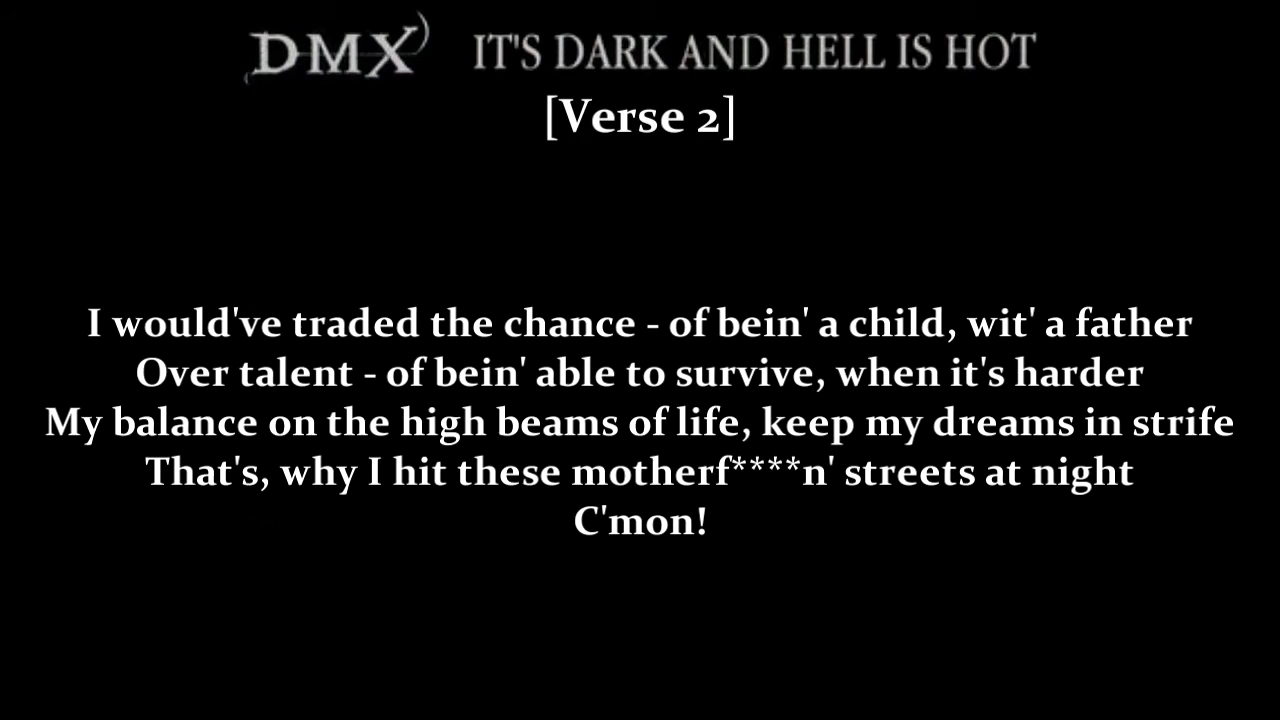 DMX IT'S DARK AND HELL IS HOT
[Verse 2]
I would've traded the chance - of bein' a child, wit' a father
Over talent - of bein' able to survive, when it's harder
My balance on the high beams of life, keep my dreams in strife
That's, why I hit these motherf****n' streets at night
C'mon!